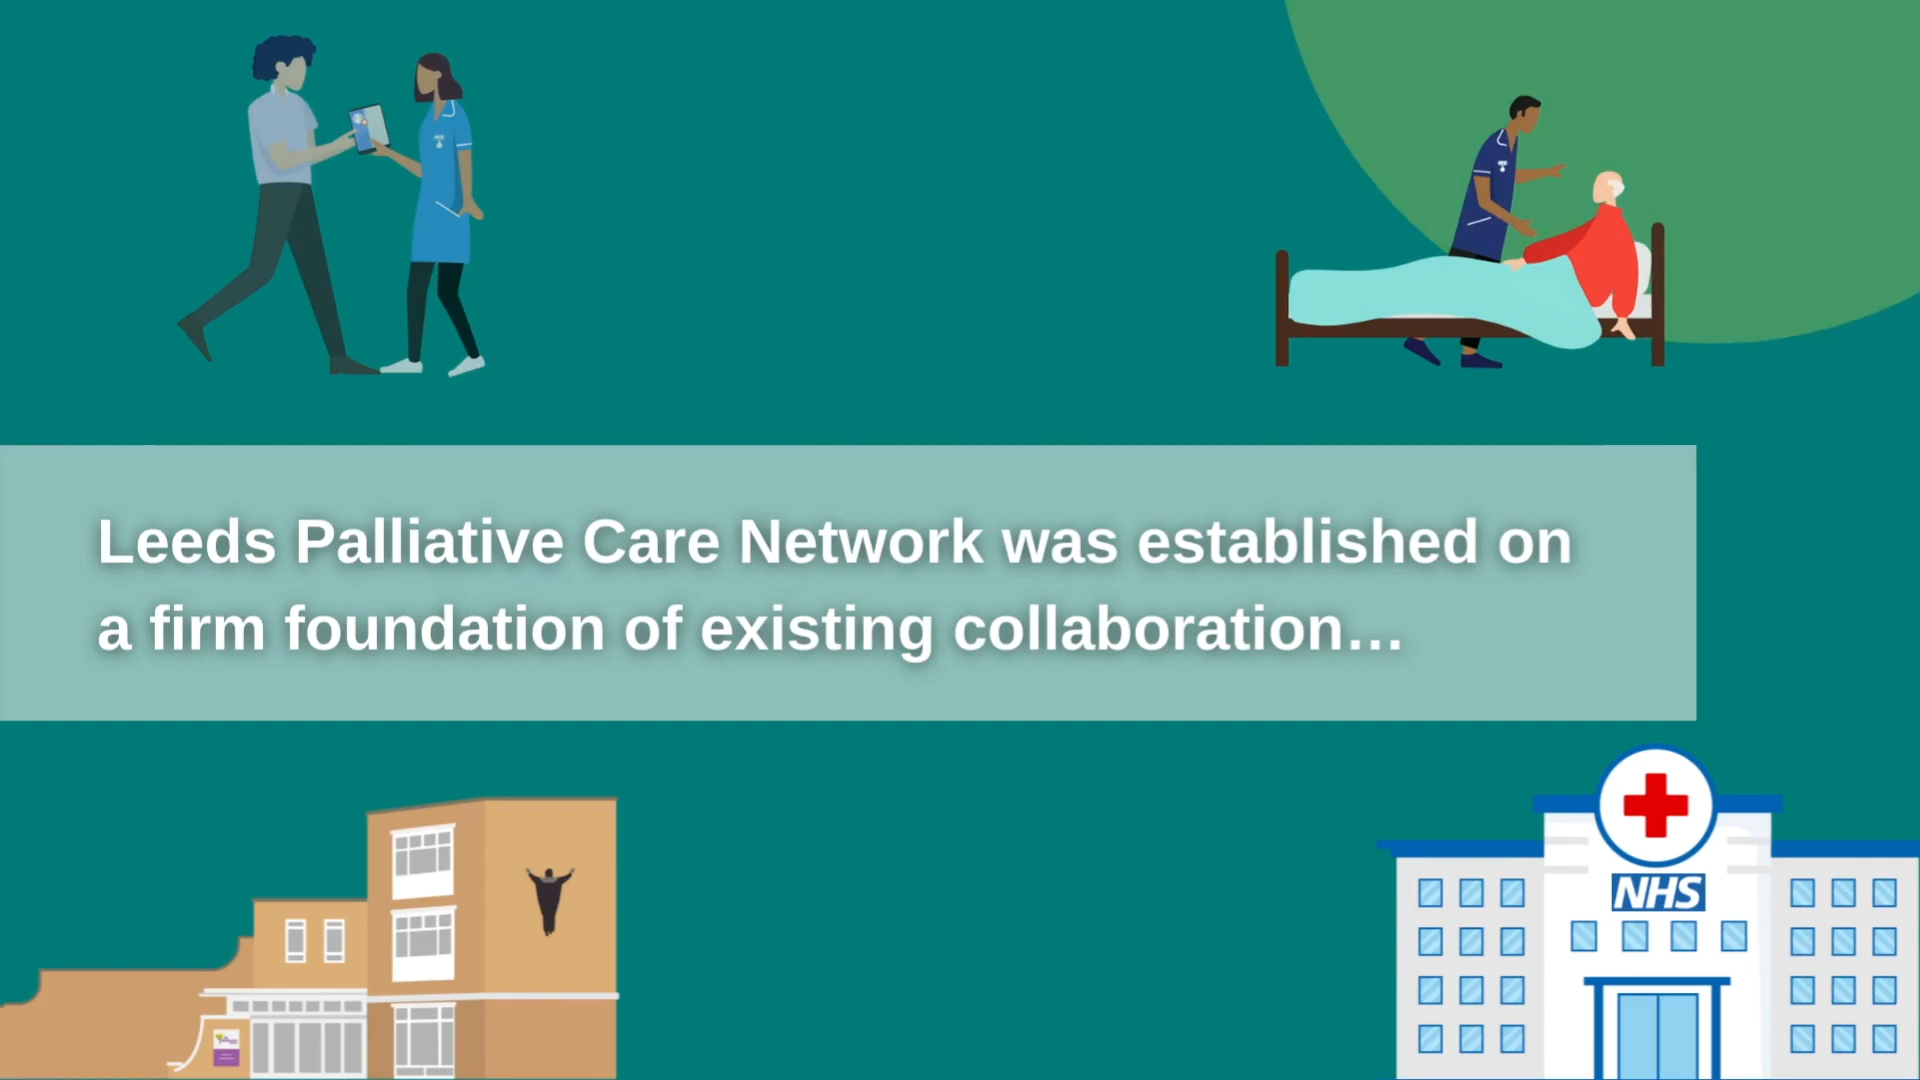 Leeds Palliative Care Network was established on
a firm foundation of existing collaboration…
NHS